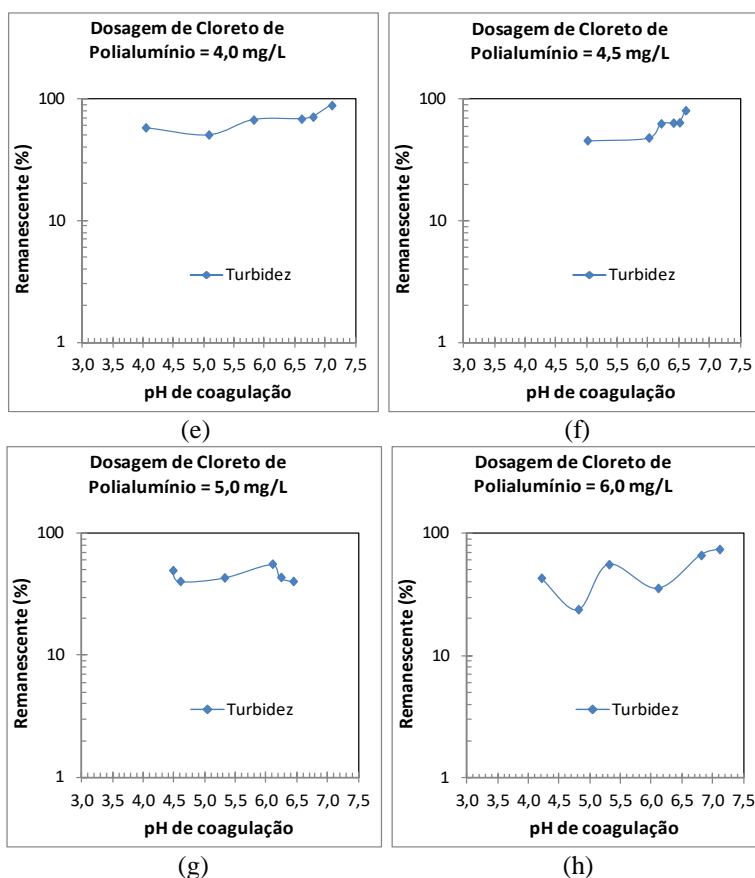 Dosagem de Cloreto de
Polialumínio = 4,0 mg/L
100
10
1
Remanescente (%)
Turbidez
3,0 3,5 4,0 4,5 5,0 5,5 6,0 6,5 7,0 7,5
pH de coagulação
(e)
Dosagem de Cloreto de
Polialumínio = 4,5 mg/L
100
10
1
Remanescente (%)
Turbidez
3,0 3,5 4,0 4,5 5,0 5,5 6,0 6,5 7,0 7,5
pH de coagulação
(f)
Dosagem de Cloreto de
Polialumínio = 5,0 mg/L
100
10
1
Remanescente (%)
Turbidez
3,0 3,5 4,0 4,5 5,0 5,5 6,0 6,5 7,0 7,5
pH de coagulação
(g)
Dosagem de Cloreto de
Polialumínio = 6,0 mg/L
100
10
1
Remanescente (%)
Turbidez
3,0 3,5 4,0 4,5 5,0 5,5 6,0 6,5 7,0 7,5
pH de coagulação
(h)